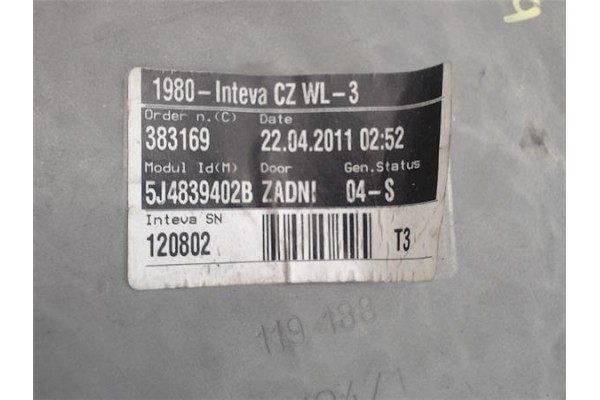 1980-Inteva CZ WL-3
Order n.(C) Date
383169 22.04.2011 02:52
Modul Id(M) Door Gen.Status
5J4839402B ZADNI 04-S
Inteva SN
120802 T3
119 198